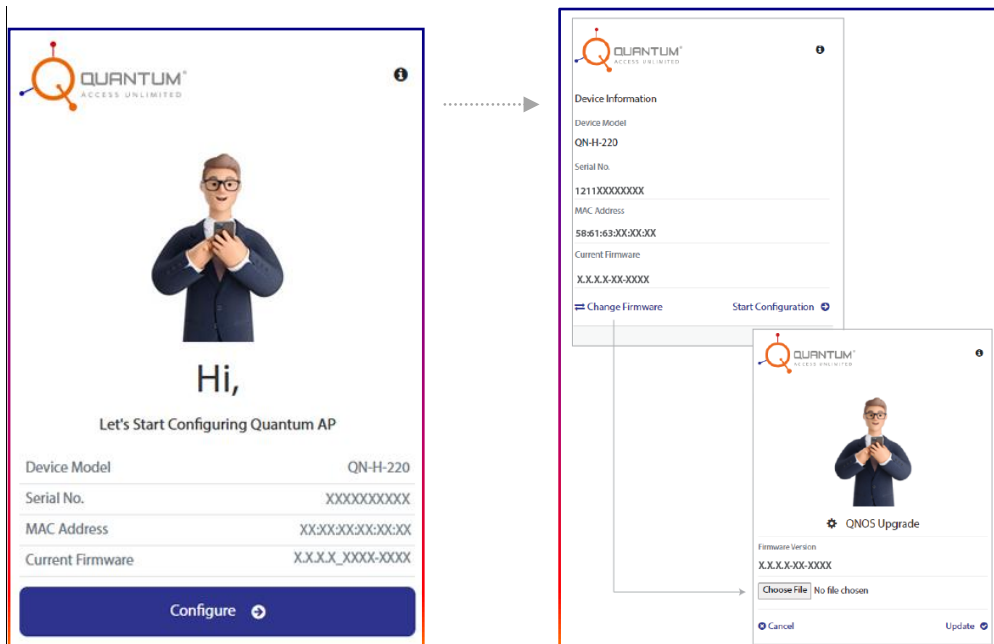 QUANTUM®
ACCESS UNLIMITED
Hi,
Let's Start Configuring Quantum AP
Device Model QN-H-220
Serial No. XXXXXXXXXX
MAC Address XX:XX:XX:XX:XX:XX
Current Firmware X.X.X.X_XXXX-XXXX
Configure
QUANTUM®
ACCESS UNLIMITED
Device Information
Device Model
QN-H-220
Serial No.
1211XXXXXXXX
MAC Address
58:61:63:XX:XX:XX
Current Firmware
X.X.X.X-XX-XXXX
Change Firmware Start Configuration
QUANTUM®
ACCESS UNLIMITED
QNOS Upgrade
Firmware Version
X.X.X.X-XX-XXXX
Choose File No file chosen
Cancel Update